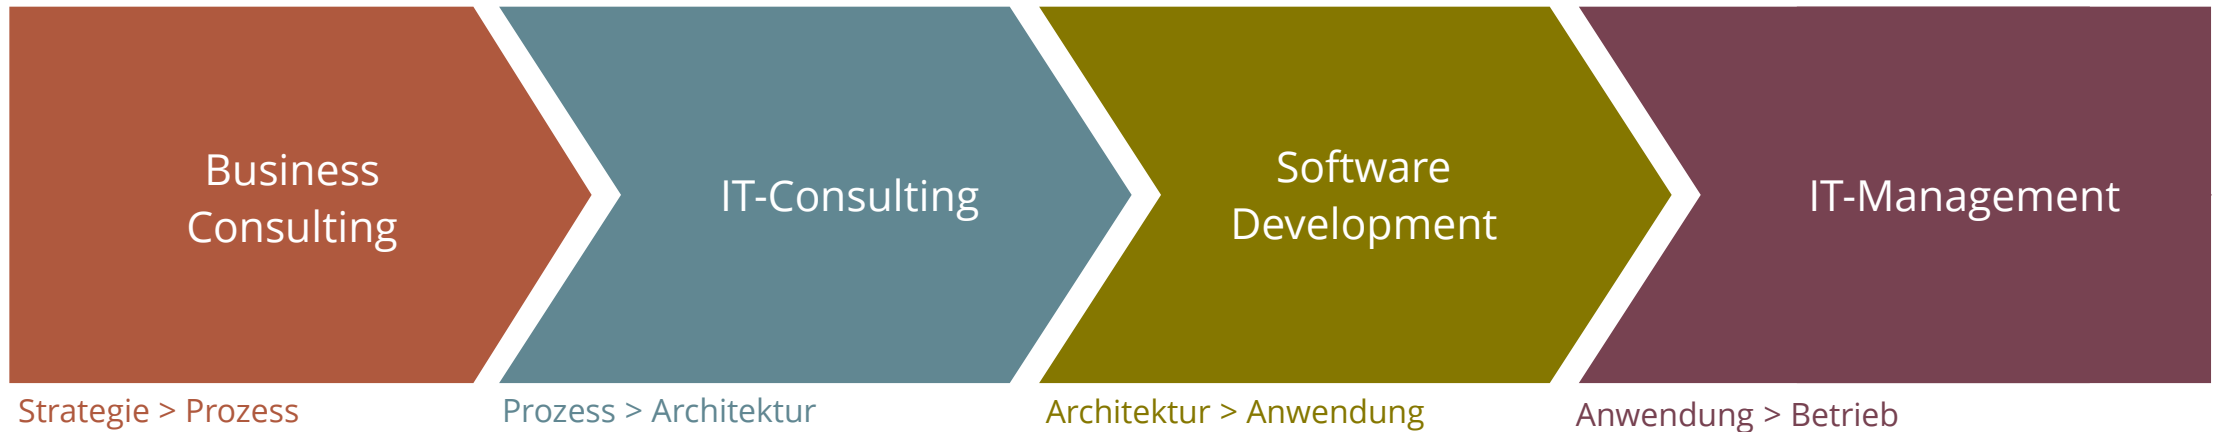 Business
Consulting
IT-Consulting
Software
Development
IT-Management
Strategie > Prozess
Prozess > Architektur
Architektur > Anwendung
Anwendung > Betrieb